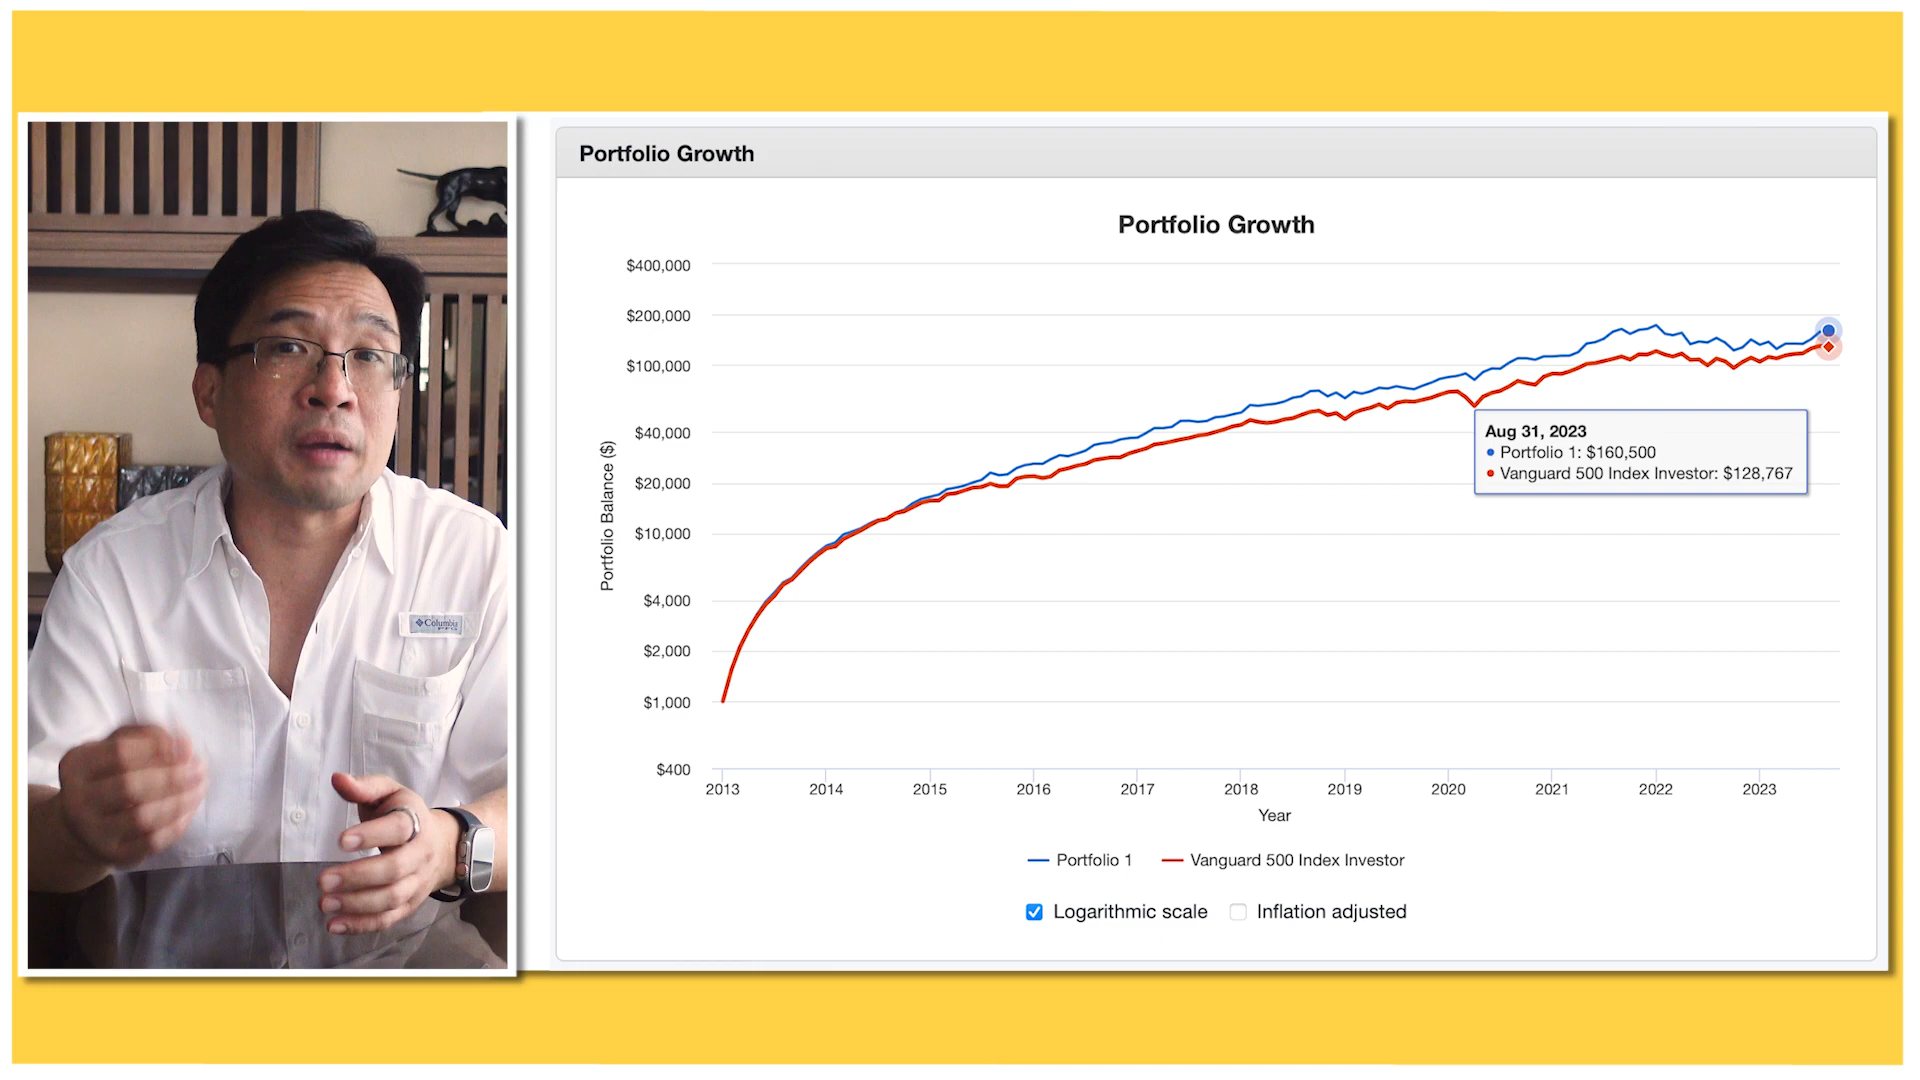 Portfolio Growth
Portfolio Growth
$400,000
$200,000
$100,000
$40,000
$20,000
$10,000
$4,000
$2,000
$1,000
$400
Portfolio Balance ($)
Aug 31, 2023
Portfolio 1: $160,500
Vanguard 500 Index Investor: $128,767
2013 2014 2015 2016 2017 2018 2019 2020 2021 2022 2023
Year
Portfolio 1 Vanguard 500 Index Investor
Logarithmic scale Inflation adjusted
Columbia
PFG